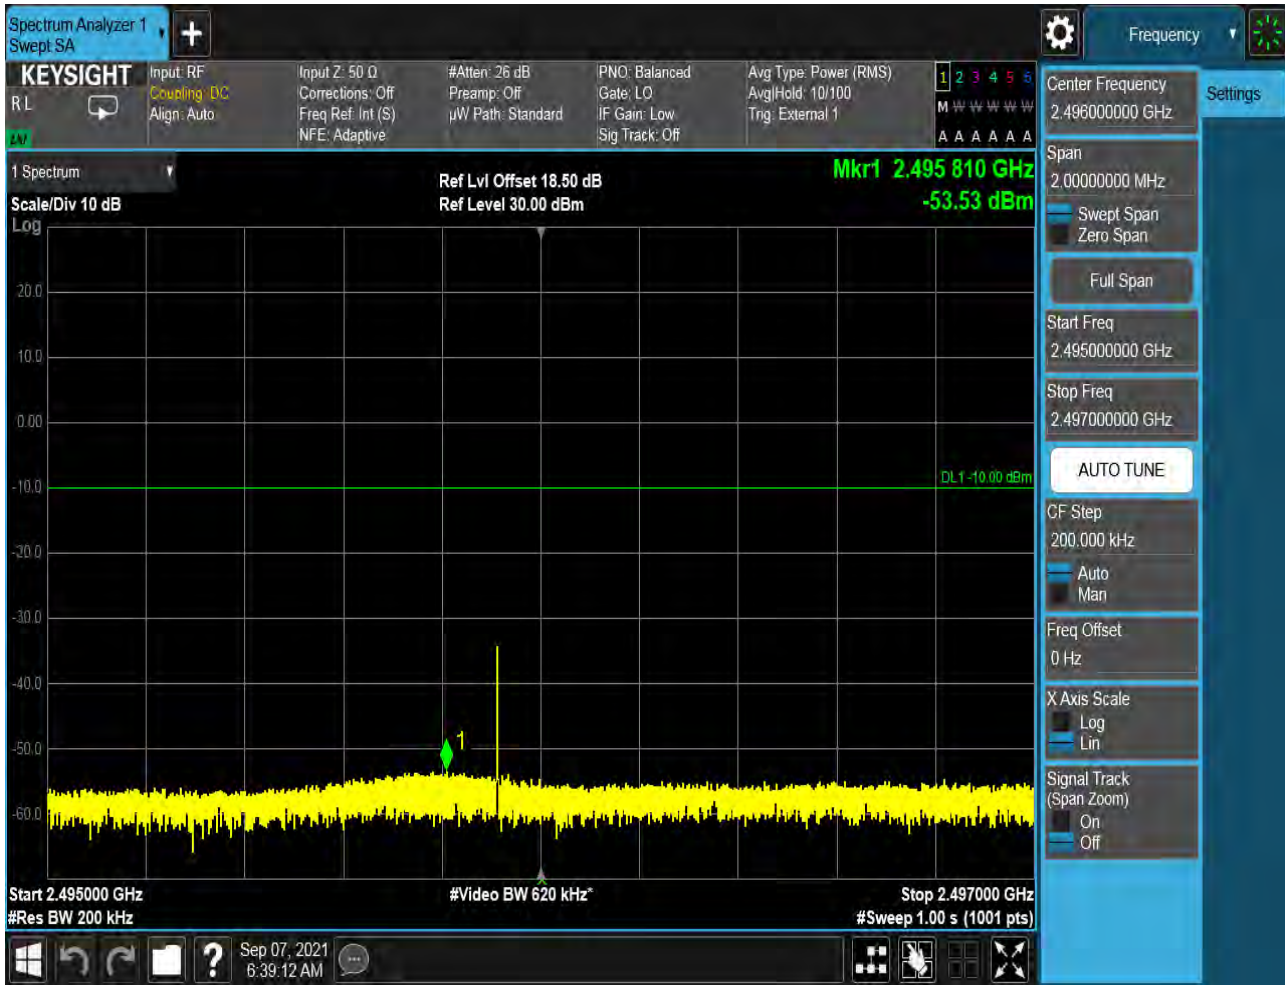 Spectrum Analyzer 1
Swept SA
Frequency
KEYSIGHT
R L
Input: RF
Coupling: DC
Align: Auto
Input Z: 50 Ω
Corrections: Off
Freq Ref: Int (S)
NFE: Adaptive
#Atten: 26 dB
Preamp: Off
µW Path: Standard
PNO: Balanced
Gate: LO
IF Gain: Low
Sig Track: Off
Avg Type: Power (RMS)
Avg|Hold: 10/100
Trig: External 1
1 2 3 4 5 6
M W W W W W
A A A A A A
1 Spectrum
Scale/Div 10 dB
Log
Ref Lvl Offset 18.50 dB
Ref Level 30.00 dBm
Mkr1 2.495 810 GHz
-53.53 dBm
20.0
10.0
0.00
-10.0
DL1 -10.00 dBm
-20.0
-30.0
-40.0
-50.0
1
-60.0
Start 2.495000 GHz
#Res BW 200 kHz
#Video BW 620 kHz*
Stop 2.497000 GHz
#Sweep 1.00 s (1001 pts)
?
Sep 07, 2021
6:39:12 AM
Center Frequency
2.496000000 GHz
Settings
Span
2.00000000 MHz
Swept Span
Zero Span
Full Span
Start Freq
2.495000000 GHz
Stop Freq
2.497000000 GHz
AUTO TUNE
CF Step
200.000 kHz
Auto
Man
Freq Offset
0 Hz
X Axis Scale
Log
Lin
Signal Track
(Span Zoom)
On
Off